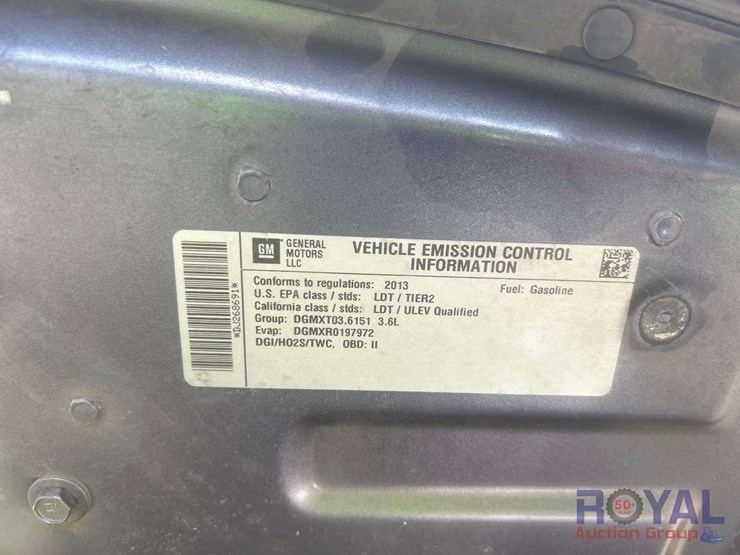 GM
GENERAL MOTORS LLC
VEHICLE EMISSION CONTROL INFORMATION
Conforms to regulations: 2013 Fuel: Gasoline
U.S. EPA class / stds: LDT / TIER2
California class / stds: LDT / ULEV Qualified
Group: DGMXT03.6151 3.6L
Evap: DGMXR0197972
DGI/HO2S/TWC, OBD: II
*DJ268691*
ROYAL
50+
YEARS
Auction Group